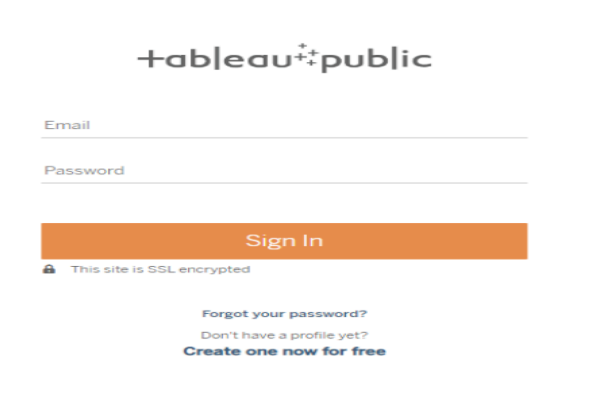 +ableau public
Email
Password
Sign In
This site is SSL encrypted
Forgot your password?
Don't have a profile yet?
Create one now for free